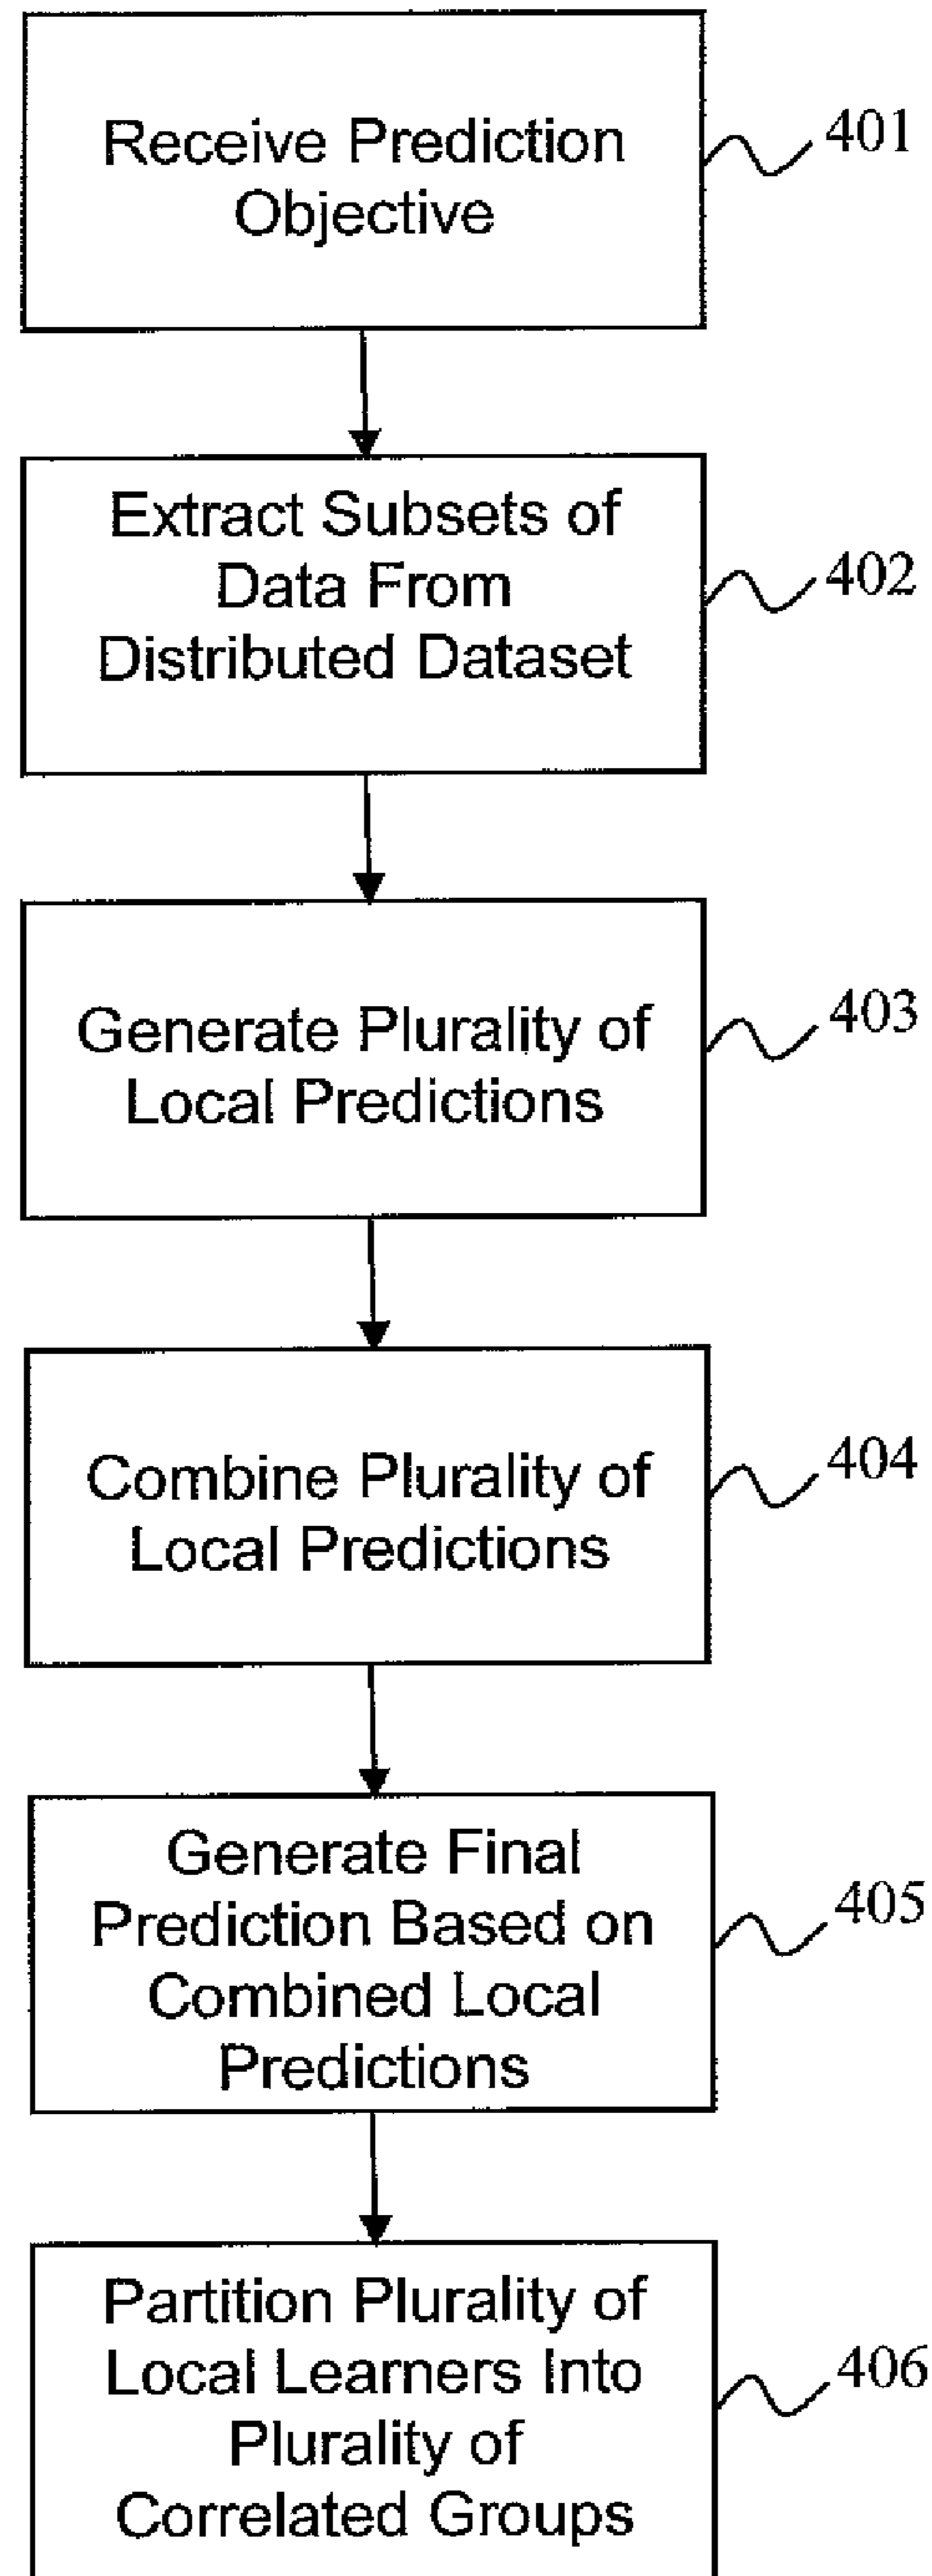 Receive Prediction
Objective
401
Extract Subsets of
Data From
Distributed Dataset
402
Generate Plurality of
Local Predictions
403
Combine Plurality of
Local Predictions
404
Generate Final
Prediction Based on
Combined Local
Predictions
405
Partition Plurality of
Local Learners Into
Plurality of
Correlated Groups
406